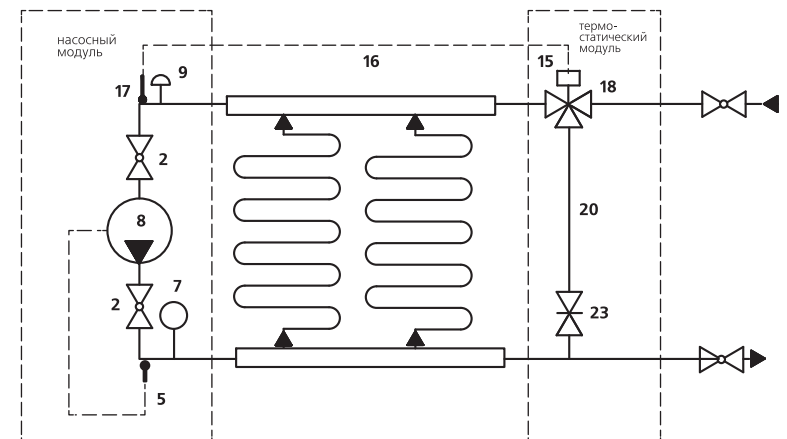 насосный
модуль
термо-
статический
модуль
9
16
15
17
18
2
8
20
7
2
23
5